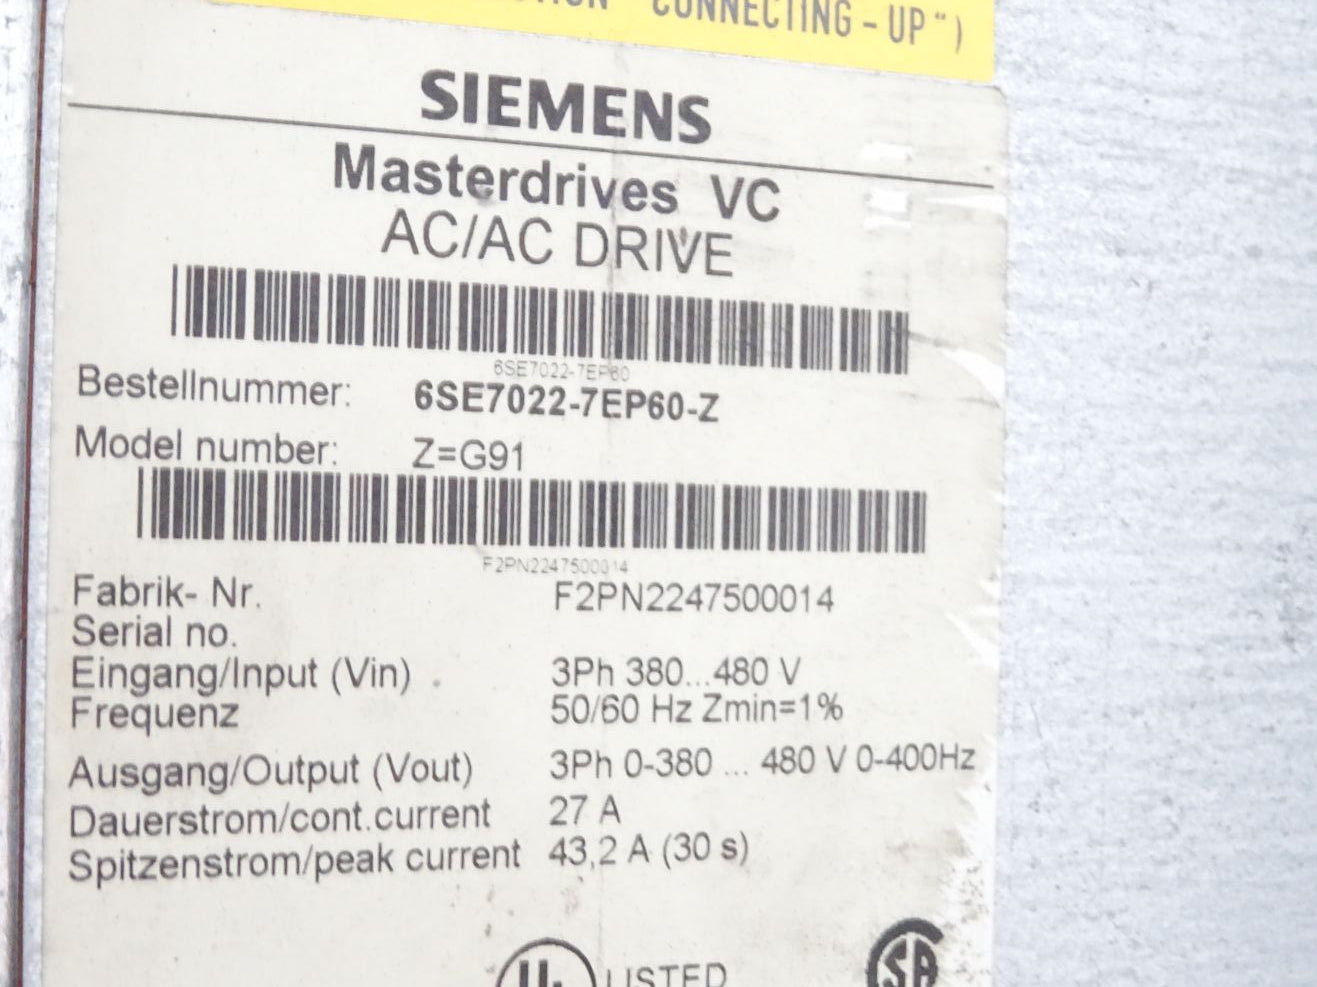 "CONNECTING-UP")
SIEMENS
Masterdrives VC
AC/AC DRIVE
6SE7022-7EP60
Bestellnummer: 6SE7022-7EP60-Z
Model number: Z=G91
F2PN2247500014
Fabrik- Nr. F2PN2247500014
Serial no.
Eingang/Input (Vin) 3Ph 380...480 V
Frequenz 50/60 Hz Zmin=1%
Ausgang/Output (Vout) 3Ph 0-380 ... 480 V 0-400Hz
Dauerstrom/cont.current 27 A
Spitzenstrom/peak current 43,2 A (30 s)
UL LISTED SA